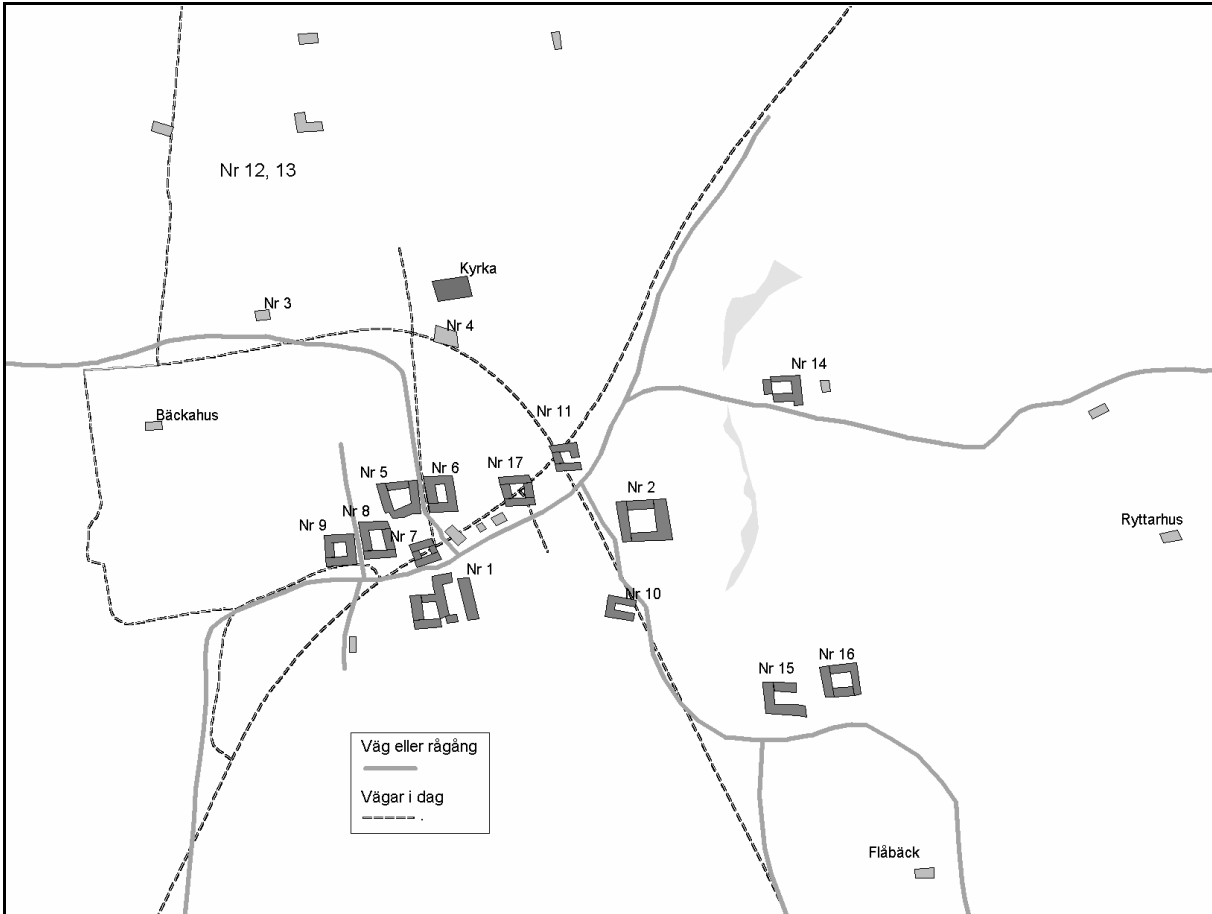 Nr 12, 13
Kyrka
Nr 3
Nr 4
Nr 14
Bäckahus
Nr 11
Nr 5
Nr 6
Nr 17
Nr 2
Nr 9
Nr 8
Nr 7
Ryttarhus
Nr 1
Nr 10
Nr 15
Nr 16
Väg eller rågång
Vägar i dag
Flåbäck